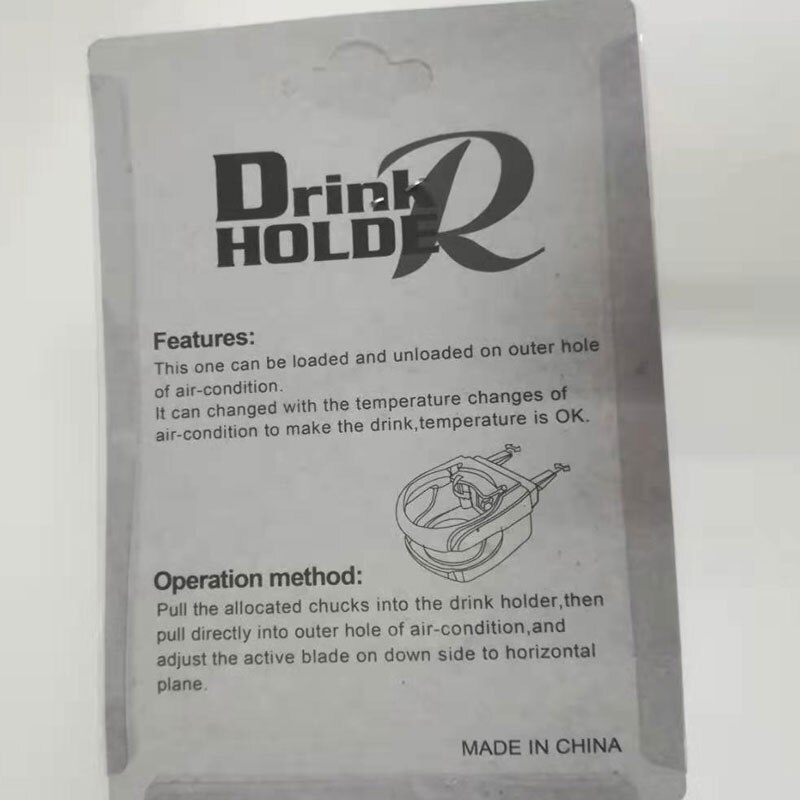 Drink
HOLDER
Features:
This one can be loaded and unloaded on outer hole
of air-condition.
It can changed with the temperature changes of
air-condition to make the drink,temperature is OK.
Operation method:
Pull the allocated chucks into the drink holder,then
pull directly into outer hole of air-condition,and
adjust the active blade on down side to horizontal
plane.
MADE IN CHINA